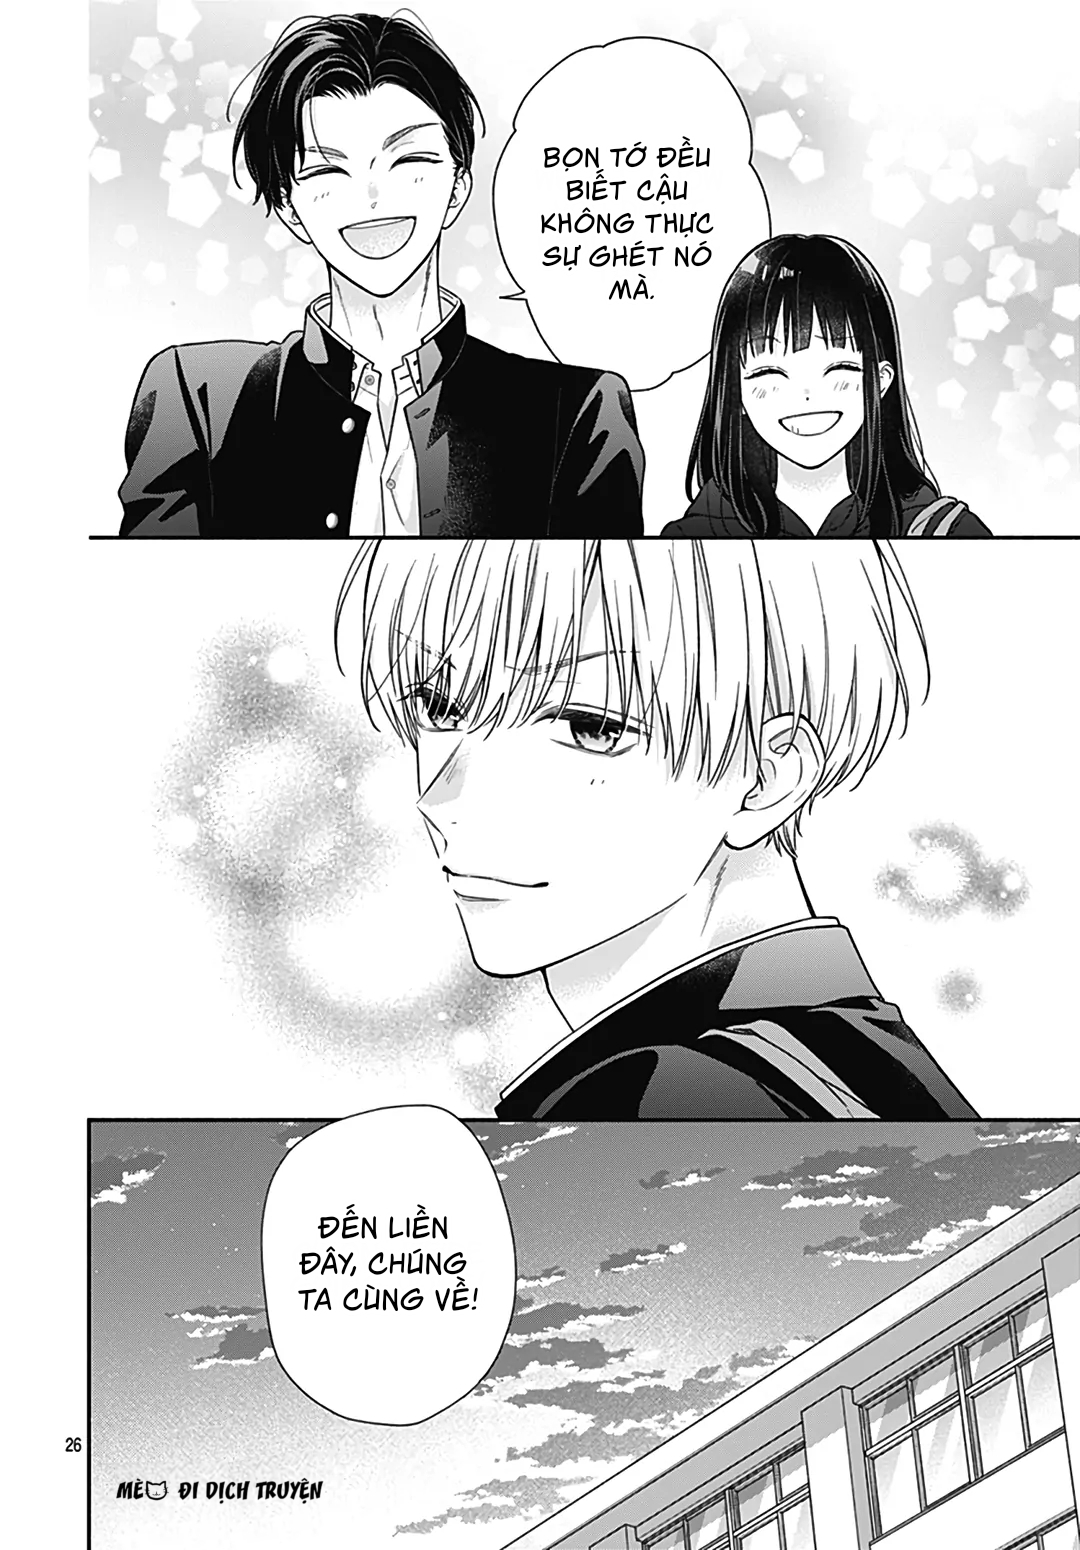 BỌN TỚ ĐỀU
BIẾT CẬU
KHÔNG THỰC
SỰ GHÉT NÓ
MÀ.
ĐẾN LIỀN
ĐÂY, CHÚNG
TA CÙNG VỀ!
26
MÈO ĐI DỊCH TRUYỆN